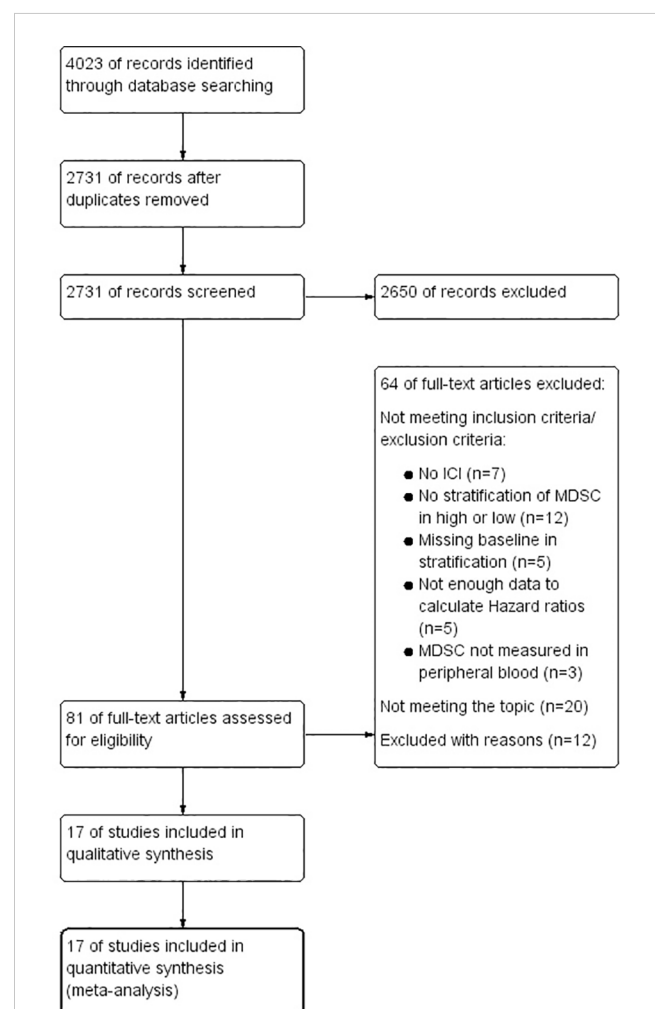 4023 of records identified
through database searching
2731 of records after
duplicates removed
2731 of records screened
2650 of records excluded
64 of full-text articles excluded:
Not meeting inclusion criteria/
exclusion criteria:
● No ICI (n=7)
● No stratification of MDSC
in high or low (n=12)
● Missing baseline in
stratification (n=5)
● Not enough data to
calculate Hazard ratios
(n=5)
● MDSC not measured in
peripheral blood (n=3)
Not meeting the topic (n=20)
Excluded with reasons (n=12)
81 of full-text articles assessed
for eligibility
17 of studies included in
qualitative synthesis
17 of studies included in
quantitative synthesis
(meta-analysis)